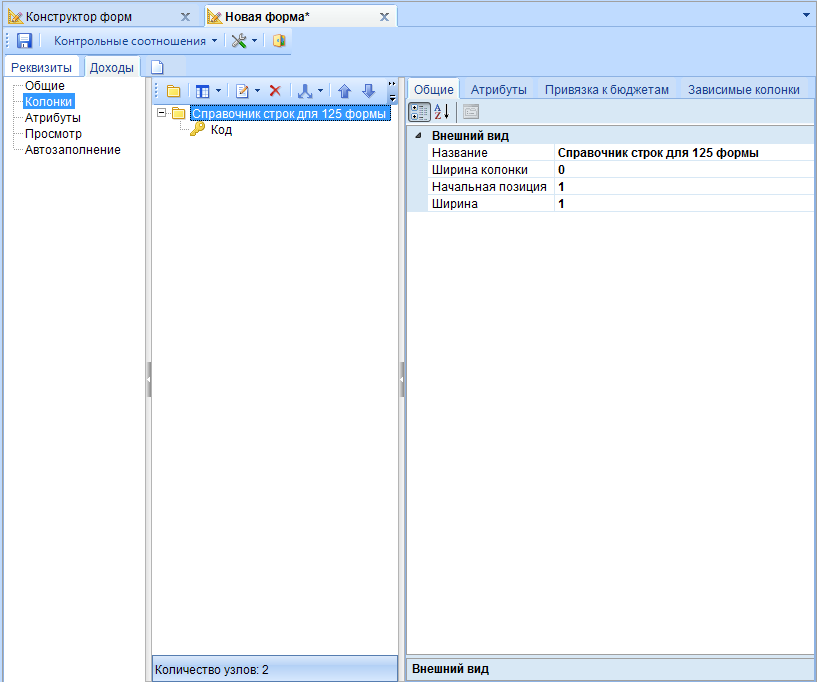 Конструктор форм
Новая форма*
Контрольные соотношения
Реквизиты
Доходы
Общие
Колонки
Атрибуты
Просмотр
Автозаполнение
Справочник строк для 125 формы
Код
Количество узлов: 2
Общие
Атрибуты
Привязка к бюджетам
Зависимые колонки
Внешний вид
Название Справочник строк для 125 формы
Ширина колонки 0
Начальная позиция 1
Ширина 1
Внешний вид